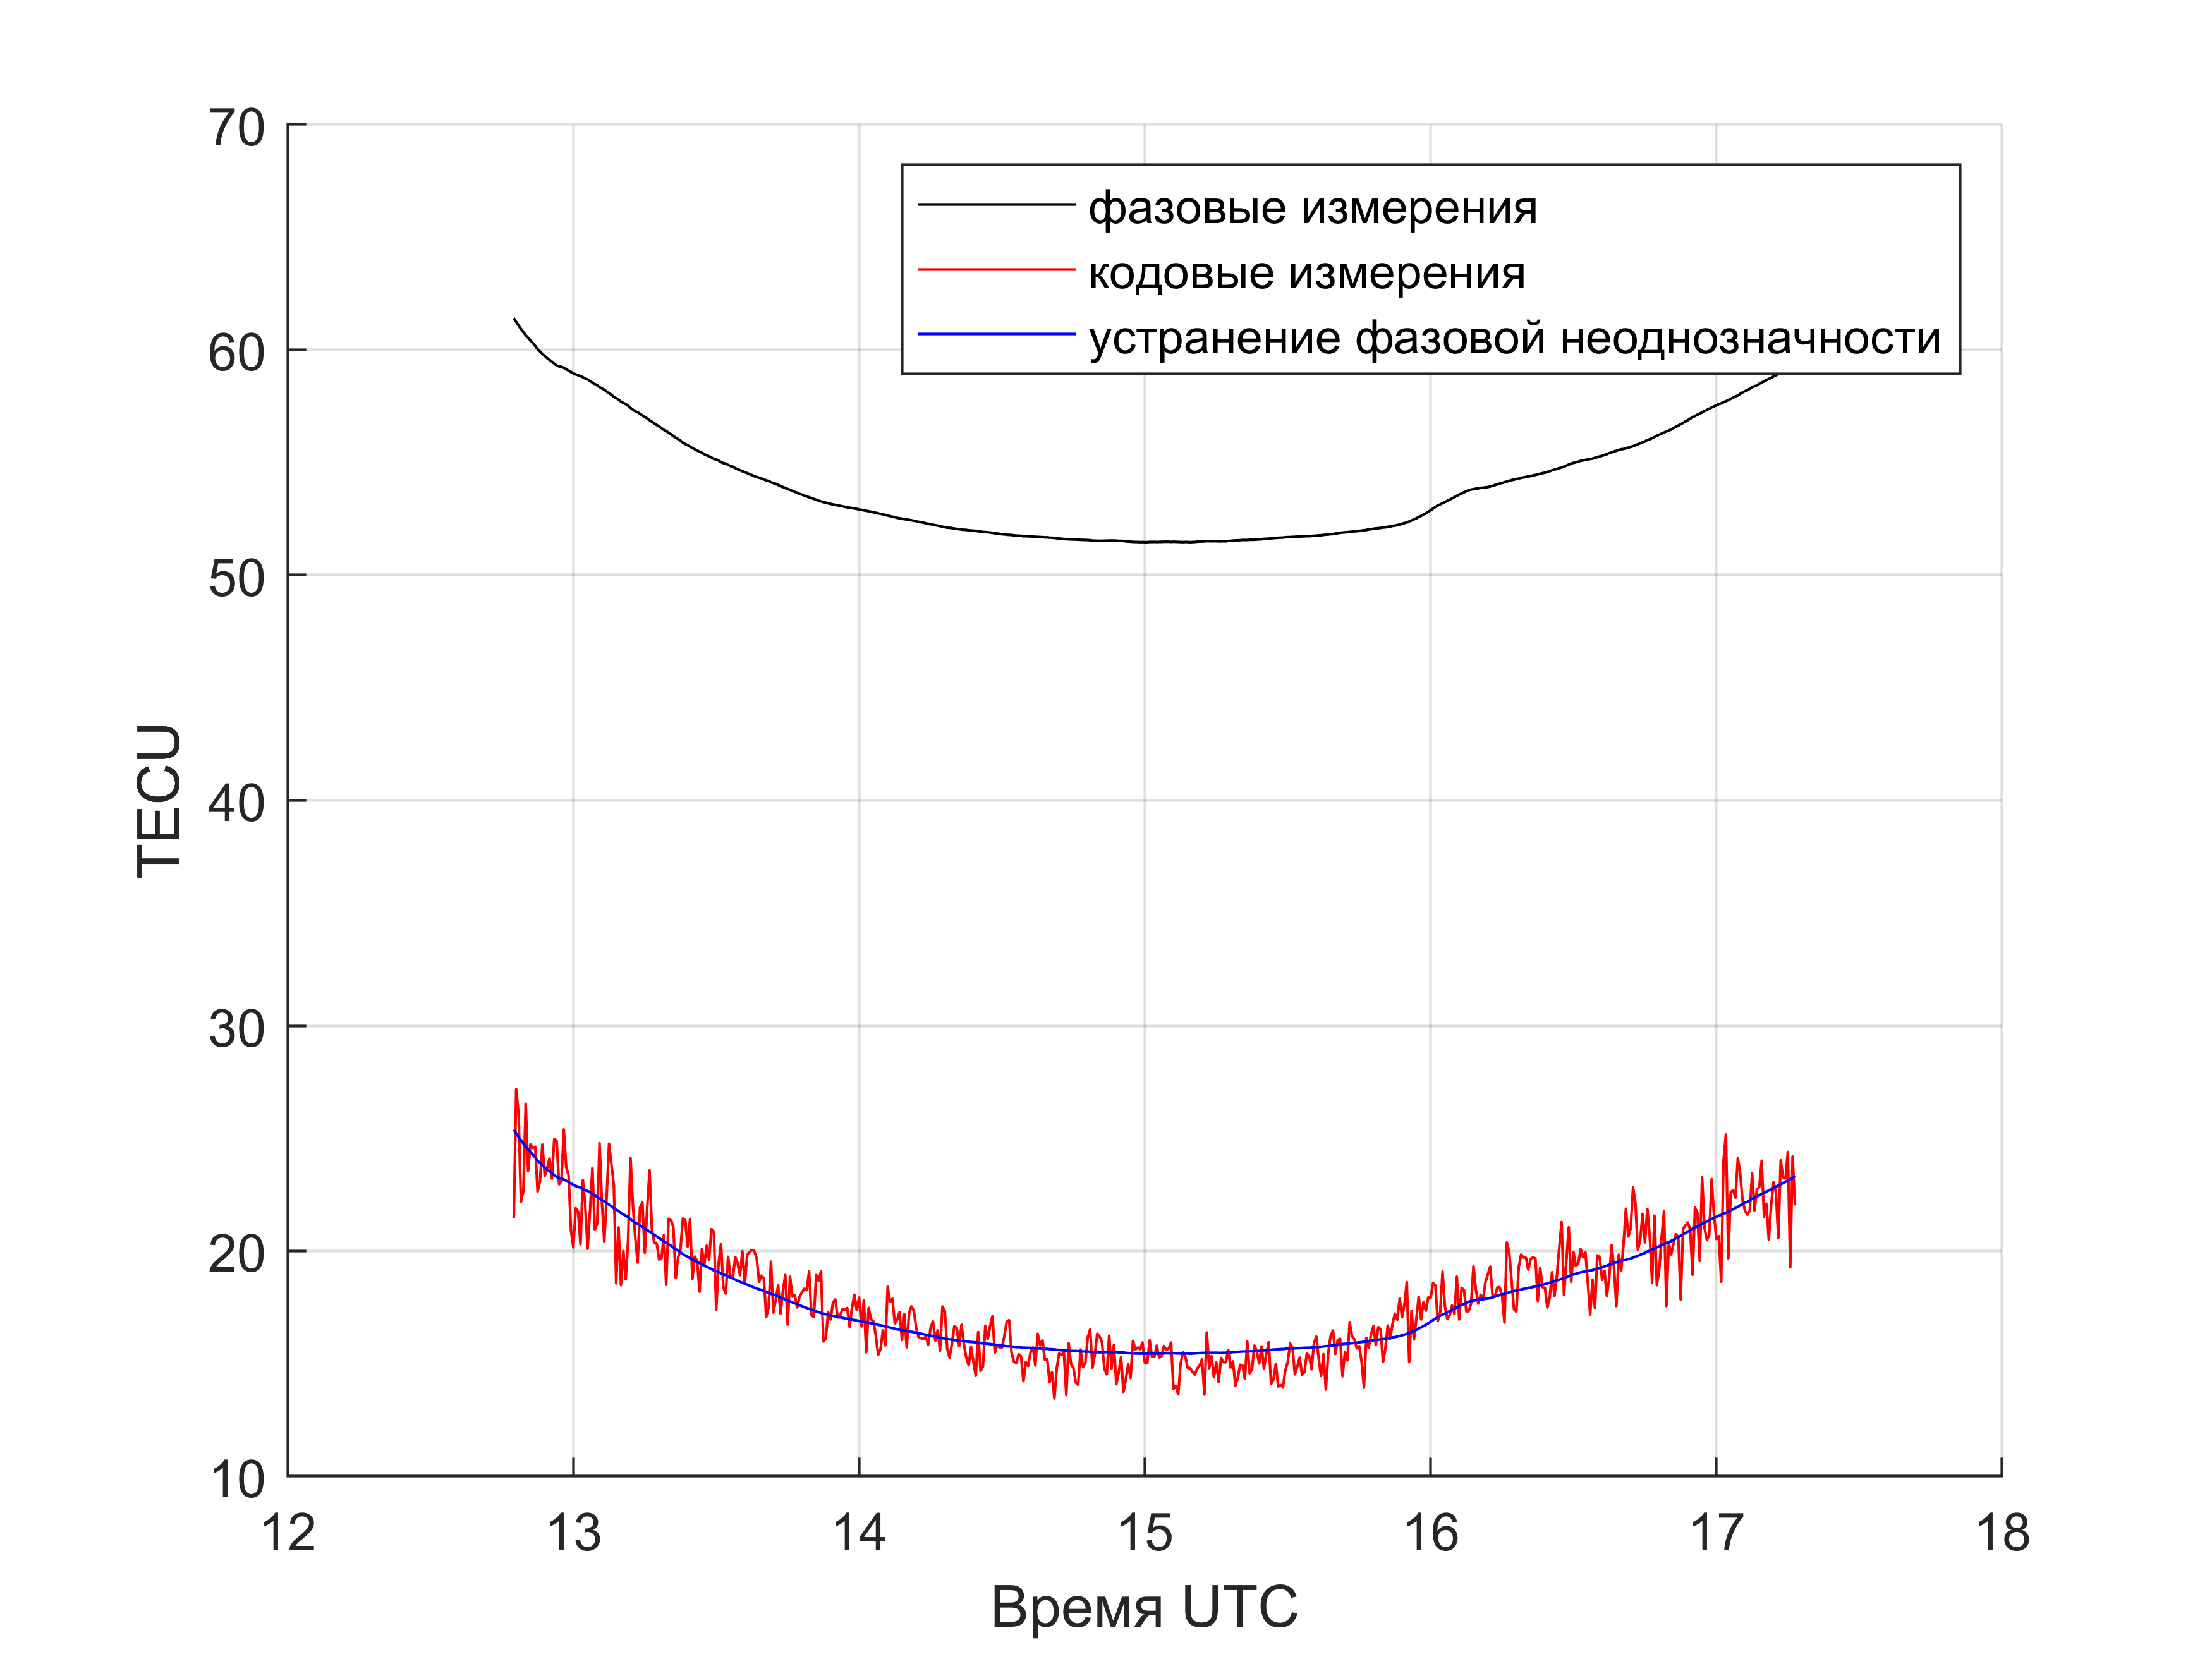 70
60
50
40
30
20
10
TECU
фазовые измерения
кодовые измерения
устранение фазовой неоднозначности
12 13 14 15 16 17 18
Время UTC